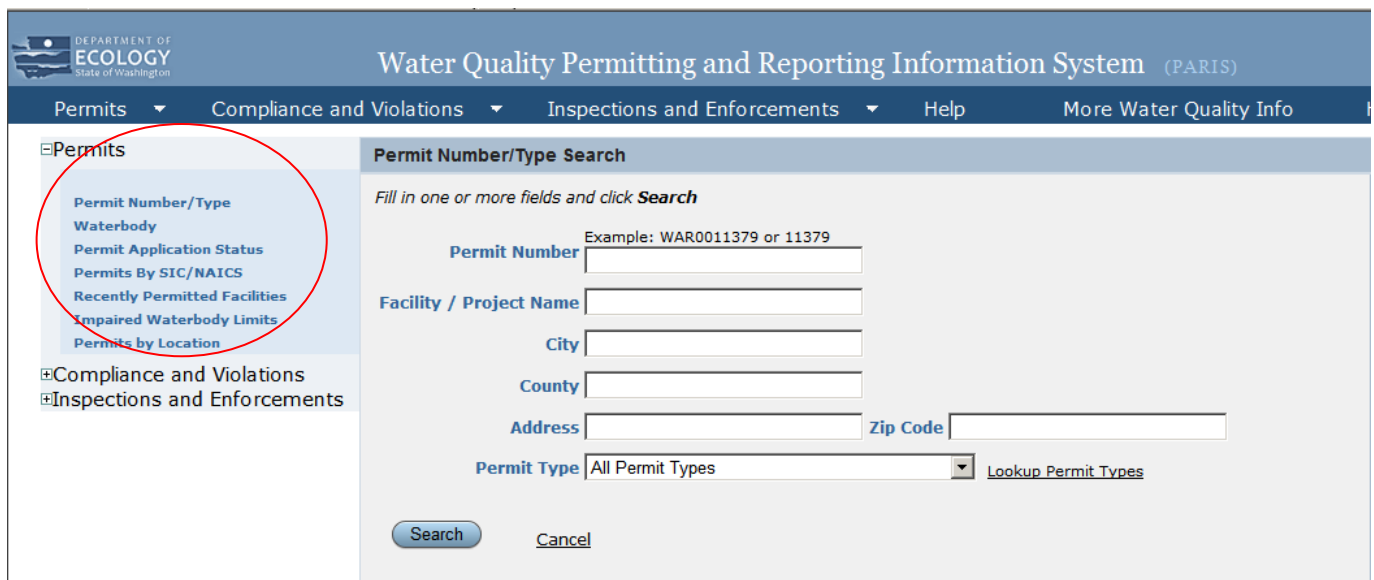 DEPARTMENT OF
ECOLOGY
State of Washington
Water Quality Permitting and Reporting Information System (PARIS)
Permits Compliance and Violations Inspections and Enforcements Help More Water Quality Info
Permits
Permit Number/Type
Waterbody
Permit Application Status
Permits By SIC/NAICS
Recently Permitted Facilities
Impaired Waterbody Limits
Permits by Location
Compliance and Violations
Inspections and Enforcements
Permit Number/Type Search
Fill in one or more fields and click Search
Example: WAR0011379 or 11379
Permit Number
Facility / Project Name
City
County
Address Zip Code
Permit Type All Permit Types Lookup Permit Types
Search Cancel